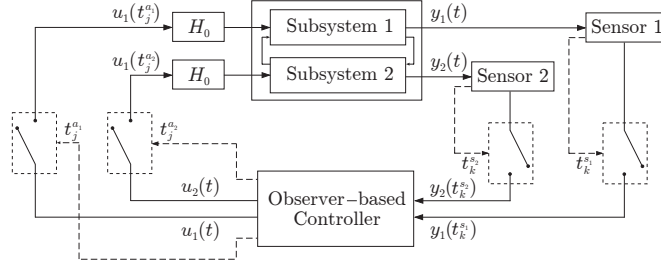 u₁(t_j^{a₁})
H₀
Subsystem 1
y₁(t)
Sensor 1
u₁(t_j^{a₂})
H₀
Subsystem 2
y₂(t)
Sensor 2
t_j^{a₁}
t_j^{a₂}
t_k^{s₂}
t_k^{s₁}
u₂(t)
Observer–based
Controller
y₂(t_k^{s₂})
u₁(t)
y₁(t_k^{s₁})